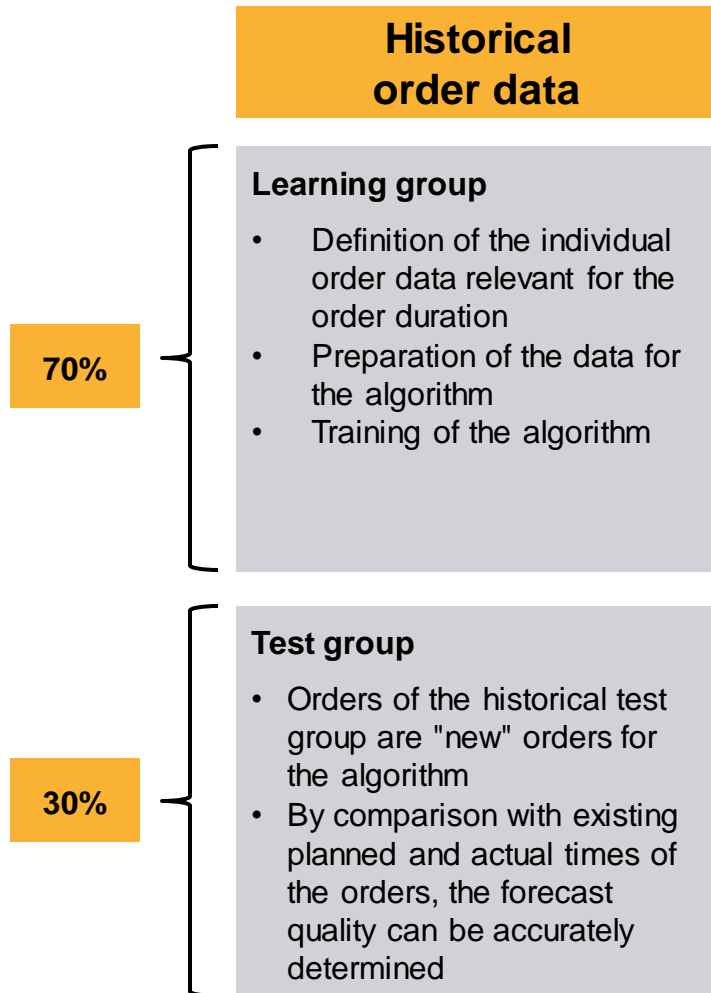 Historical
order data
Learning group
• Definition of the individual
order data relevant for the
order duration
• Preparation of the data for
the algorithm
• Training of the algorithm
70%
Test group
• Orders of the historical test
group are "new" orders for
the algorithm
• By comparison with existing
planned and actual times of
the orders, the forecast
quality can be accurately
determined
30%